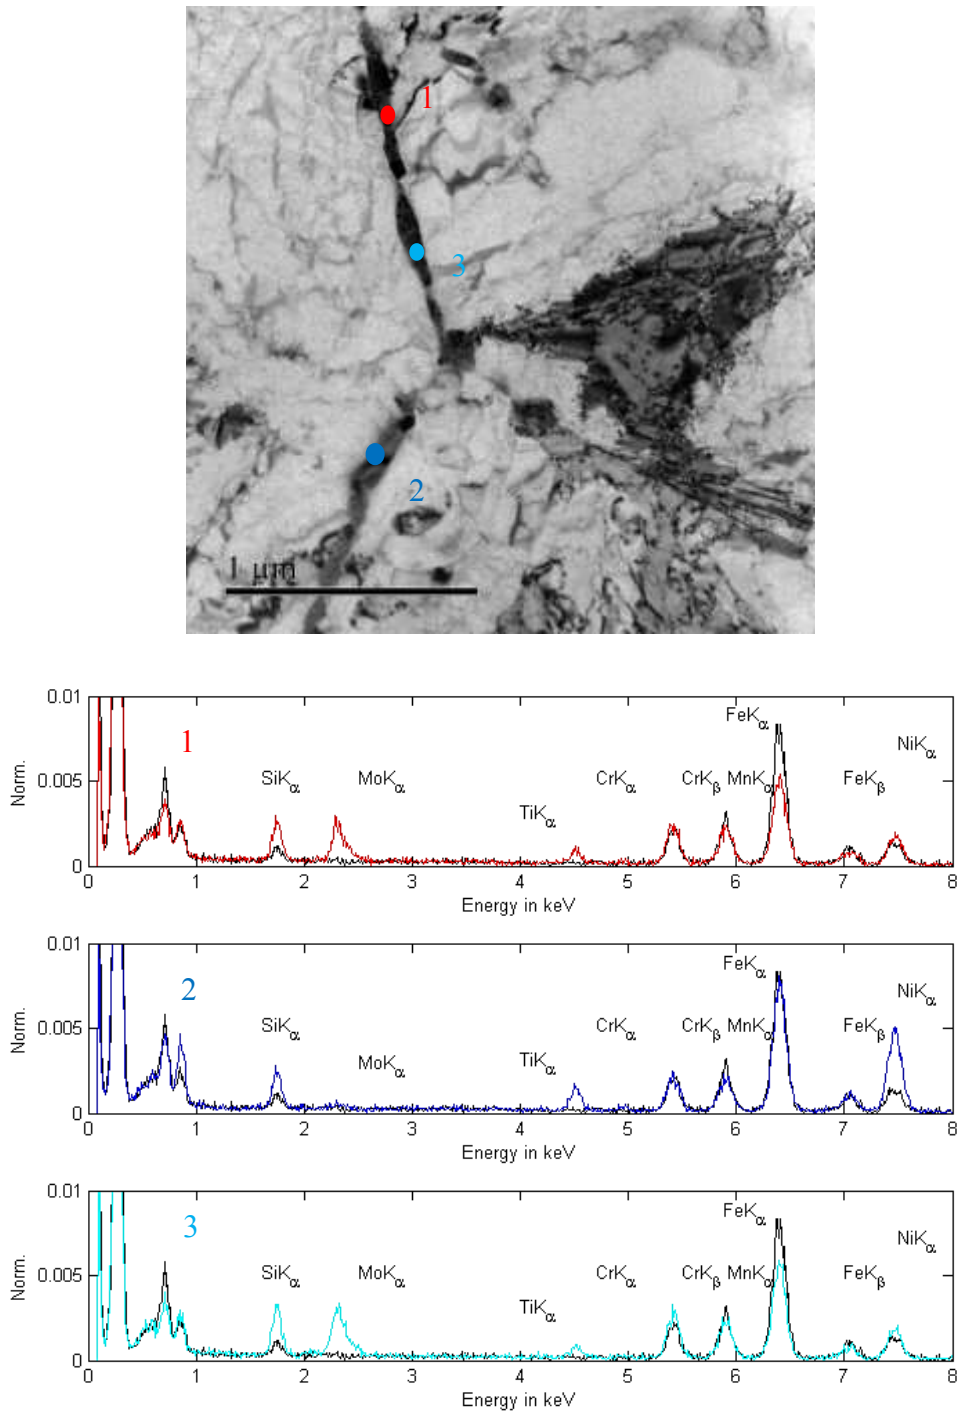 1
3
2
1 μm
0.01
0.005
0
Norm.
1
SiKα
MoKα
TiKα
CrKα
CrKβ
MnKα
FeKα
FeKβ
NiKα
0 1 2 3 4 5 6 7 8
Energy in keV
0.01
0.005
0
Norm.
2
SiKα
MoKα
TiKα
CrKα
CrKβ
MnKα
FeKα
FeKβ
NiKα
0 1 2 3 4 5 6 7 8
Energy in keV
0.01
0.005
0
Norm.
3
SiKα
MoKα
TiKα
CrKα
CrKβ
MnKα
FeKα
FeKβ
NiKα
0 1 2 3 4 5 6 7 8
Energy in keV